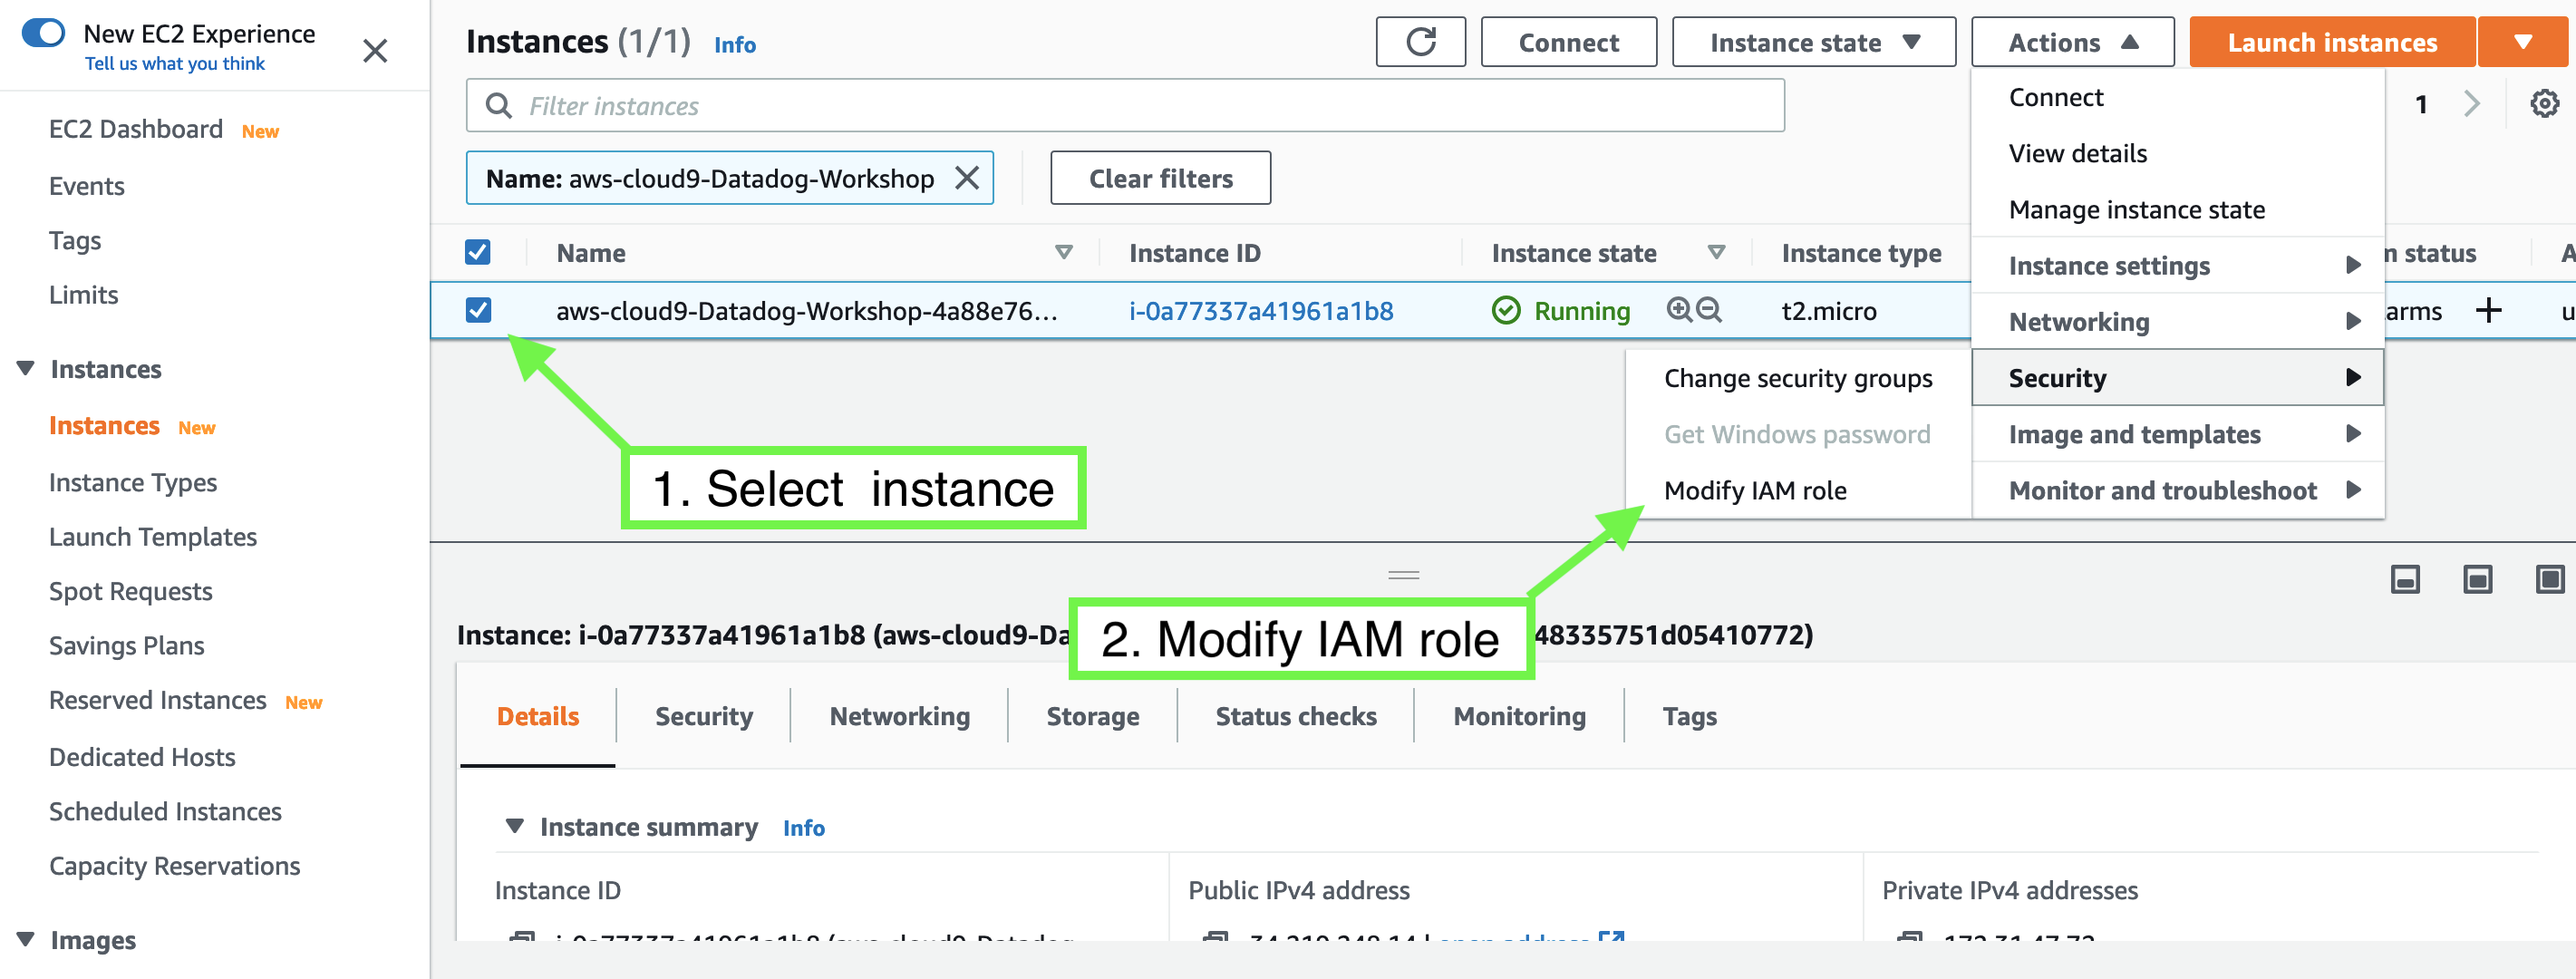 New EC2 Experience
Tell us what you think
EC2 Dashboard New
Events
Tags
Limits
Instances
Instances New
Instance Types
Launch Templates
Spot Requests
Savings Plans
Reserved Instances New
Dedicated Hosts
Scheduled Instances
Capacity Reservations
Images
Instances (1/1) Info
Connect
Instance state
Actions
Launch instances
Filter instances
1
Name: aws-cloud9-Datadog-Workshop
Clear filters
Name Instance ID Instance state Instance type n status A
aws-cloud9-Datadog-Workshop-4a88e76... i-0a77337a41961a1b8 Running t2.micro arms u
Connect
View details
Manage instance state
Instance settings
Networking
Security
Image and templates
Monitor and troubleshoot
Change security groups
Get Windows password
Modify IAM role
1. Select instance
2. Modify IAM role
Instance: i-0a77337a41961a1b8 (aws-cloud9-Da 48335751d05410772)
Details Security Networking Storage Status checks Monitoring Tags
Instance summary Info
Instance ID Public IPv4 address Private IPv4 addresses
i-0a77337a41961a1b8 (aws-cloud9-Datadog-